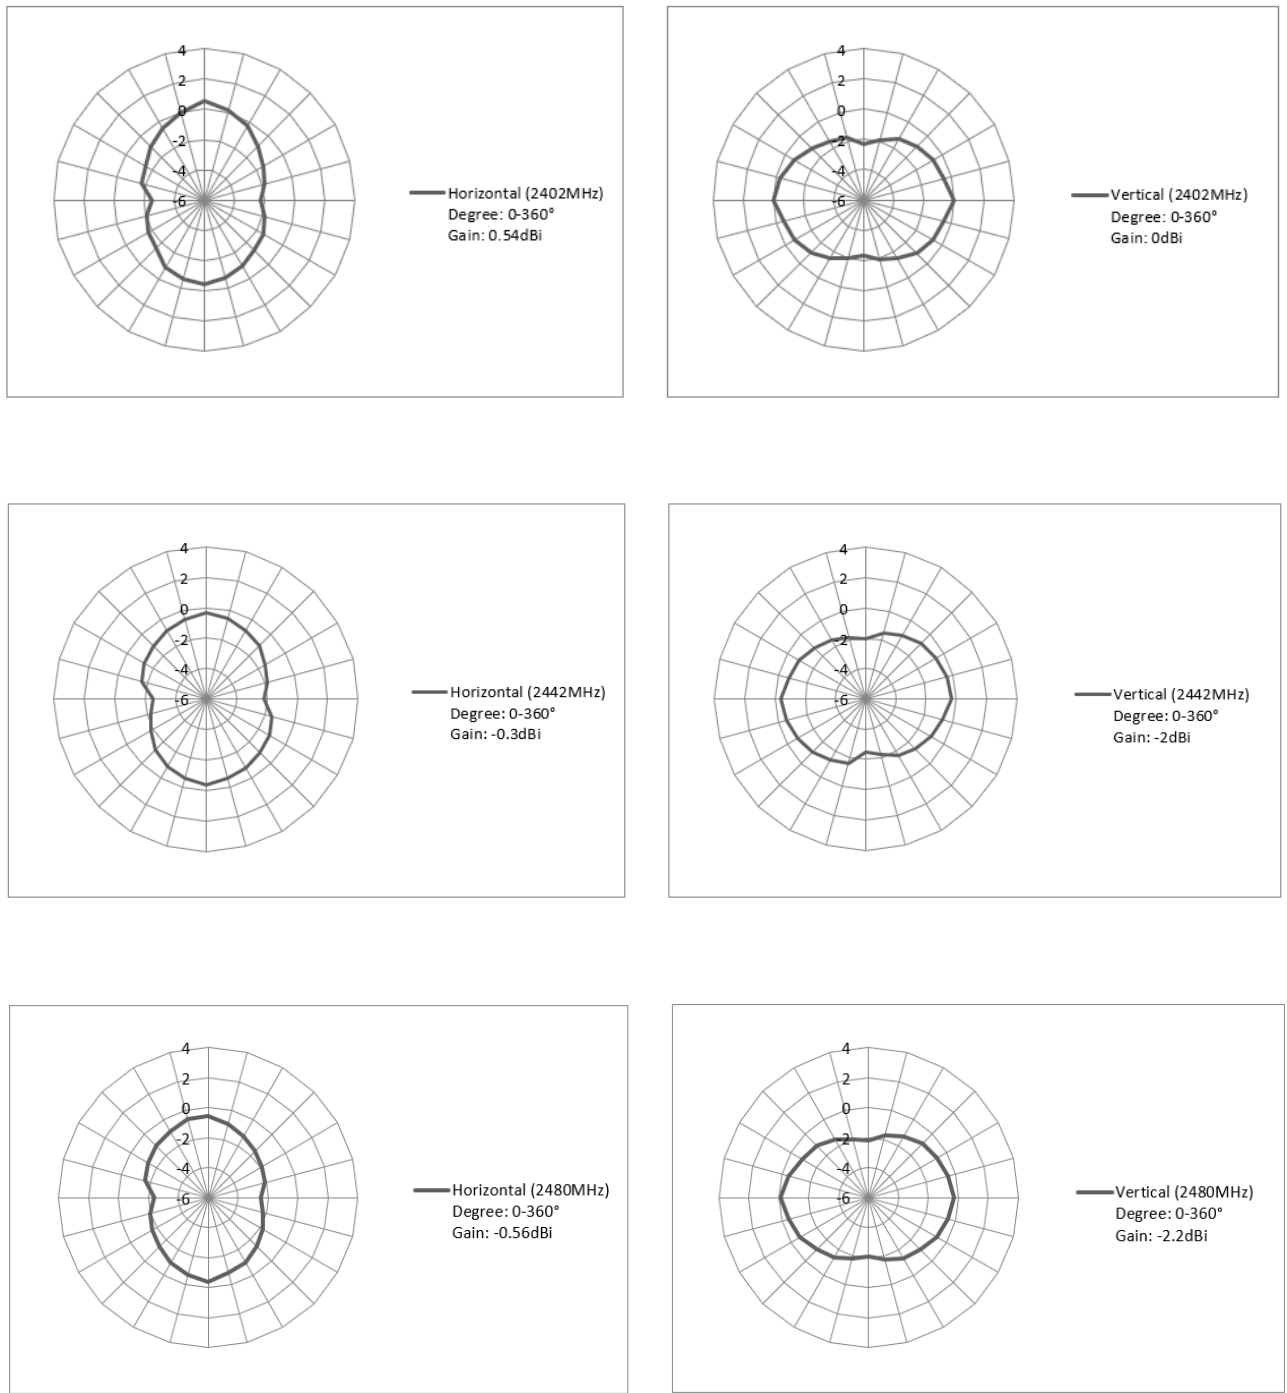 4
2
0
-2
-4
-6
Horizontal (2402MHz)
Degree: 0-360°
Gain: 0.54dBi
4
2
0
-2
-4
-6
Vertical (2402MHz)
Degree: 0-360°
Gain: 0dBi
4
2
0
-2
-4
-6
Horizontal (2442MHz)
Degree: 0-360°
Gain: -0.3dBi
4
2
0
-2
-4
-6
Vertical (2442MHz)
Degree: 0-360°
Gain: -2dBi
4
2
0
-2
-4
-6
Horizontal (2480MHz)
Degree: 0-360°
Gain: -0.56dBi
4
2
0
-2
-4
-6
Vertical (2480MHz)
Degree: 0-360°
Gain: -2.2dBi